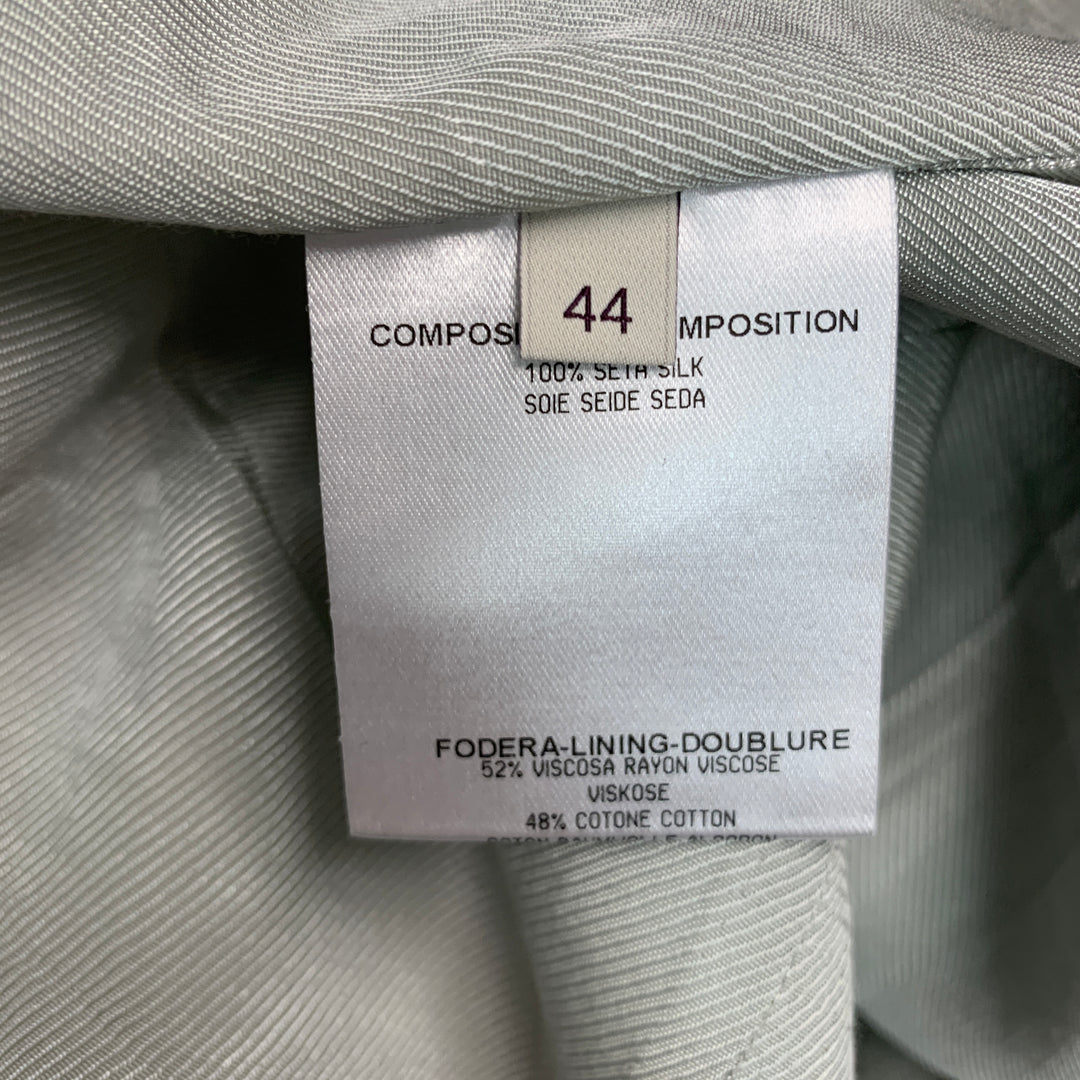 44
COMPOS MPOSITION
100% SETA SILK
SOIE SEIDE SEDA
FODERA-LINING-DOUBLURE
52% VISCOSA RAYON VISCOSE
VISKOSE
48% COTONE COTTON